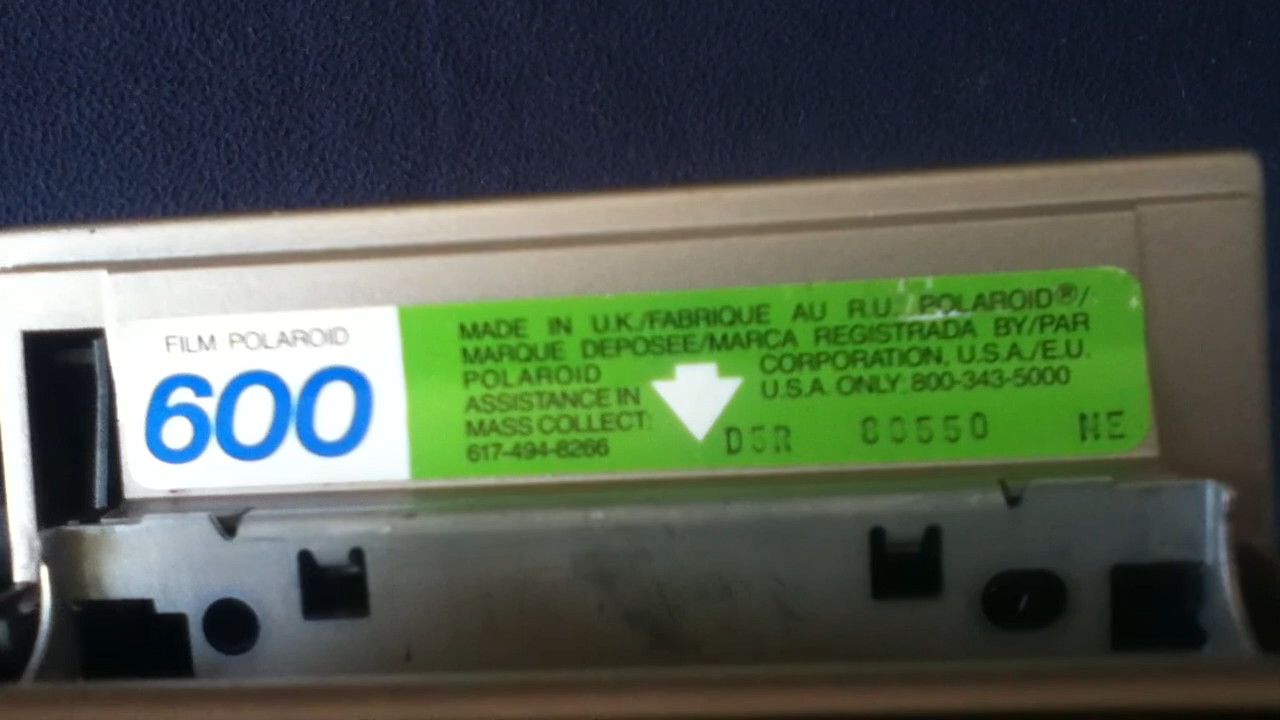 FILM POLAROID
600
MADE IN U.K./FABRIQUE AU R.U. POLAROID®/
MARQUE DEPOSEE/MARCA REGISTRADA BY/PAR
POLAROID CORPORATION, U.S.A./E.U.
ASSISTANCE IN U.S.A. ONLY: 800-343-5000
MASS COLLECT:
617-494-8266
D5R 80550 NE